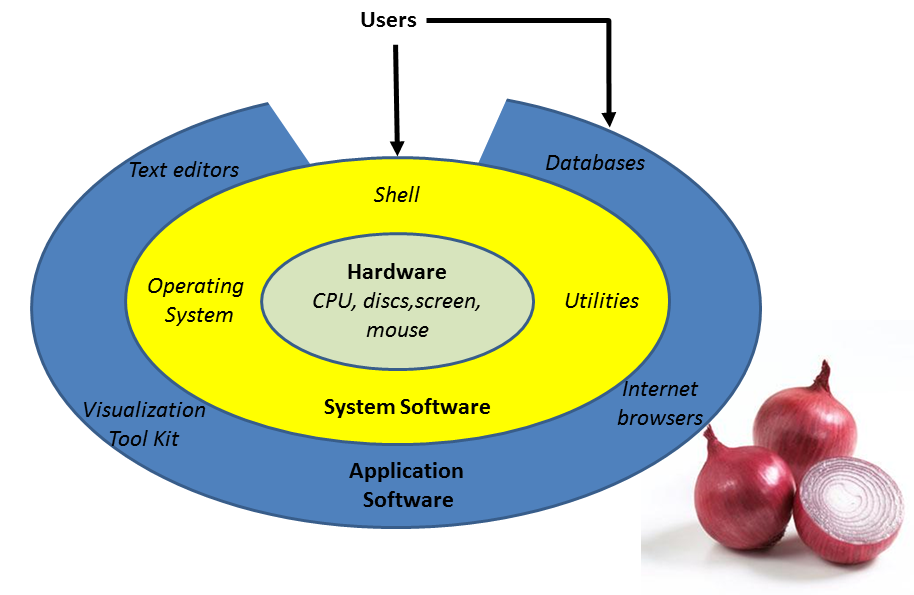 Users
Text editors
Databases
Shell
Hardware
CPU, discs,screen,
mouse
Operating
System
Utilities
System Software
Visualization
Tool Kit
Internet
browsers
Application
Software